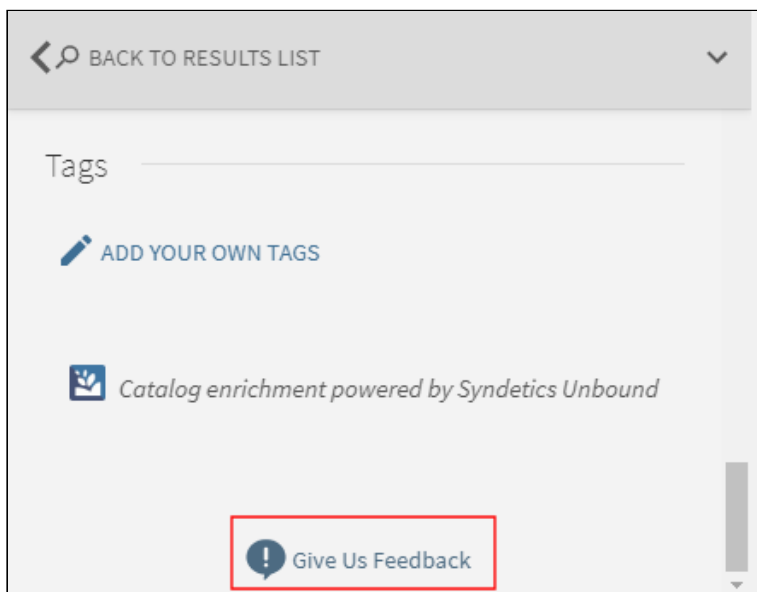 BACK TO RESULTS LIST
Tags
ADD YOUR OWN TAGS
Catalog enrichment powered by Syndetics Unbound
Give Us Feedback